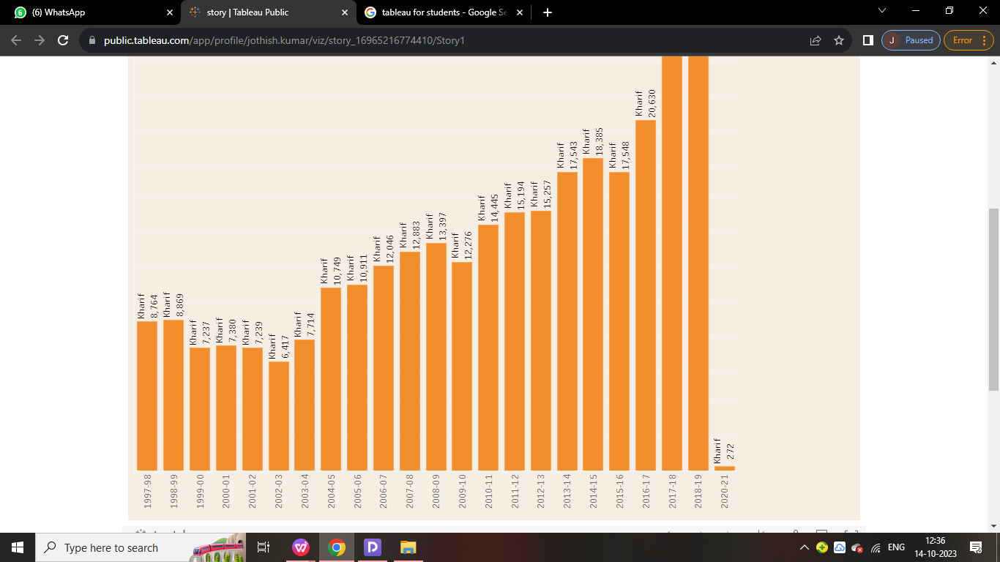 (6) WhatsApp
story | Tableau Public
tableau for students - Google Se
public.tableau.com/app/profile/jothish.kumar/viz/story_16965216774410/Story1
J Paused
Error
Kharif
8,764
Kharif
8,869
Kharif
7,237
Kharif
7,380
Kharif
7,239
Kharif
6,417
Kharif
7,714
Kharif
10,749
Kharif
10,911
Kharif
12,046
Kharif
12,883
Kharif
13,397
Kharif
12,276
Kharif
14,445
Kharif
15,194
Kharif
15,257
Kharif
17,543
Kharif
18,385
Kharif
17,548
Kharif
20,630
Kharif
272
1997-98
1998-99
1999-00
2000-01
2001-02
2002-03
2003-04
2004-05
2005-06
2006-07
2007-08
2008-09
2009-10
2010-11
2011-12
2012-13
2013-14
2014-15
2015-16
2016-17
2017-18
2018-19
2020-21
Type here to search
ENG
12:36
14-10-2023